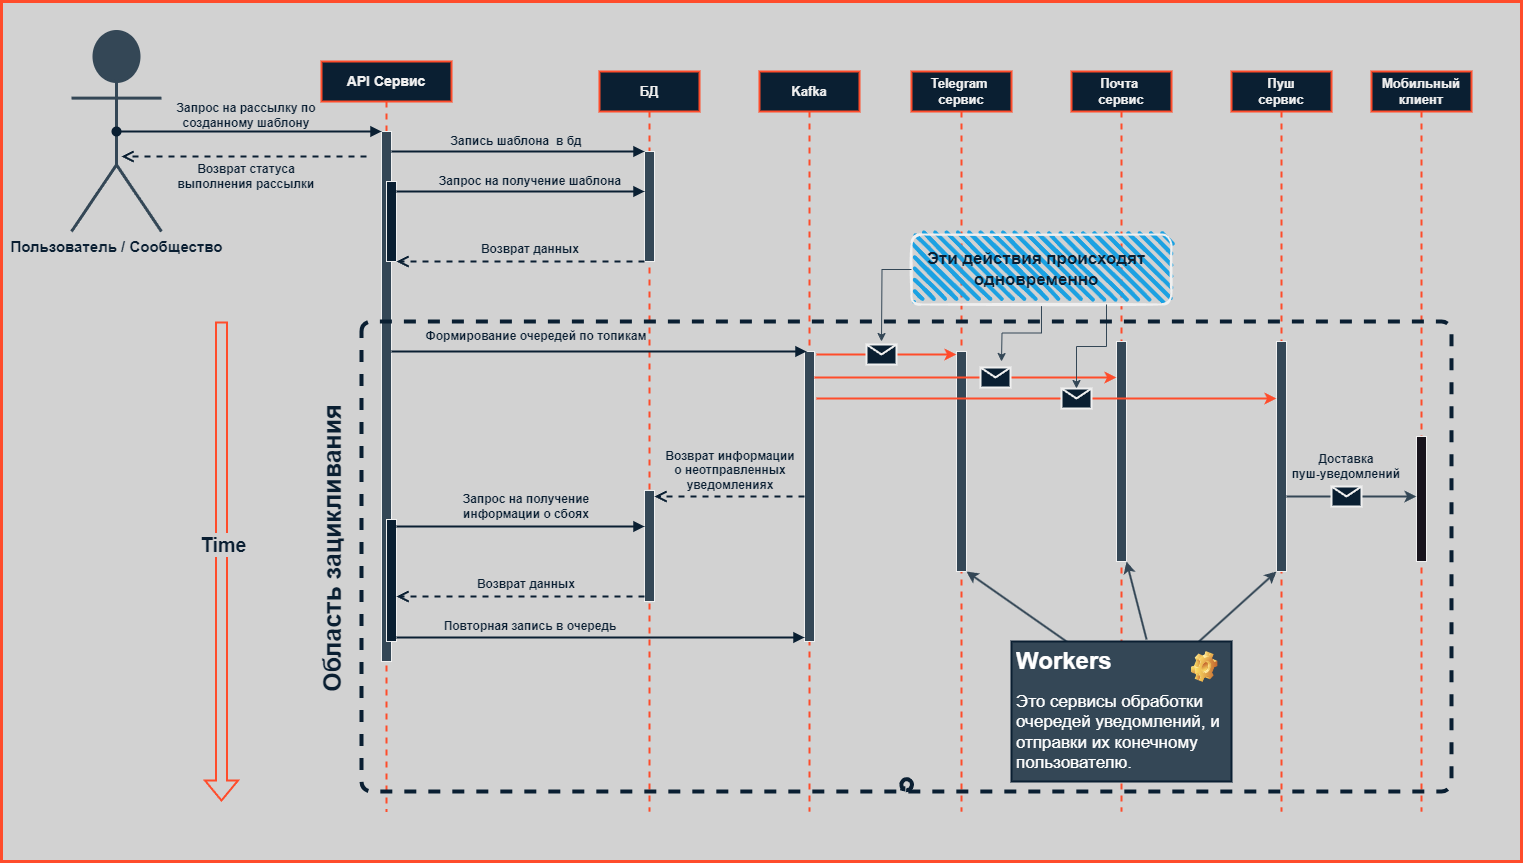 API Сервис
БД
Kafka
Telegram
сервис
Почта
сервис
Пуш
сервис
Мобильный
клиент
Запрос на рассылку по
созданному шаблону
Возврат статуса
выполнения рассылки
Пользователь / Сообщество
Запись шаблона в бд
Запрос на получение шаблона
Возврат данных
Эти действия происходят
одновременно
Формирование очередей по топикам
Область зацикливания
Time
Возврат информации
о неотправленных
уведомлениях
Доставка
пуш-уведомлений
Запрос на получение
информации о сбоях
Возврат данных
Повторная запись в очередь
Workers
Это сервисы обработки
очередей уведомлений, и
отправки их конечному
пользователю.